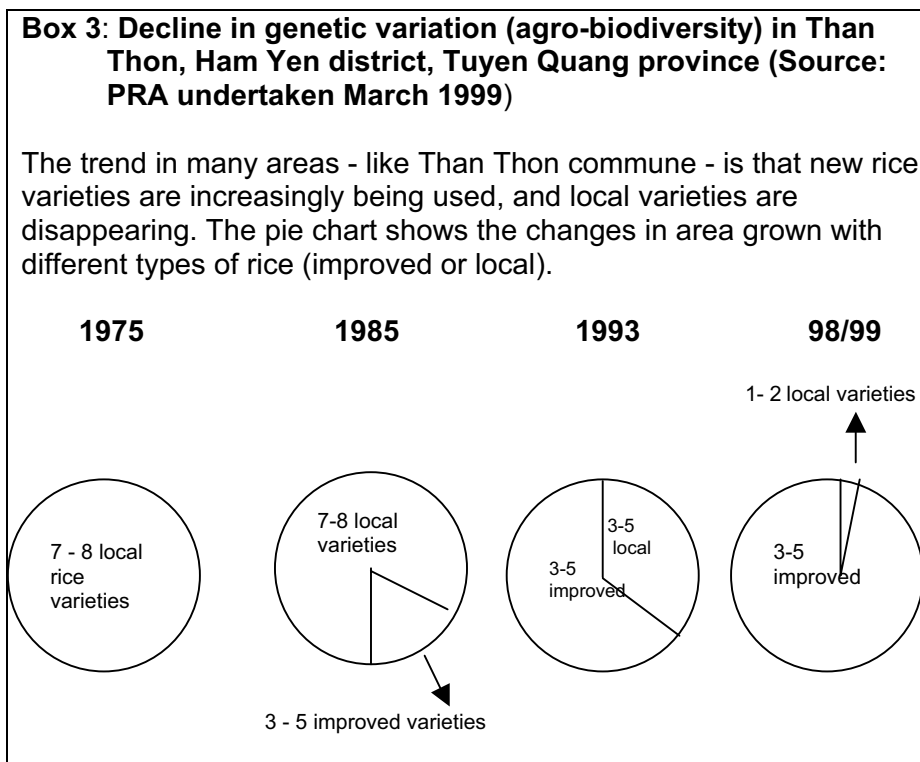 Box 3: Decline in genetic variation (agro-biodiversity) in Than
Thon, Ham Yen district, Tuyen Quang province (Source:
PRA undertaken March 1999)
The trend in many areas - like Than Thon commune - is that new rice
varieties are increasingly being used, and local varieties are
disappearing. The pie chart shows the changes in area grown with
different types of rice (improved or local).
1975 1985 1993 98/99
1- 2 local varieties
7 - 8 local
rice
varieties
7-8 local
varieties
3 - 5 improved varieties
3-5
local
3-5
improved
3-5
improved